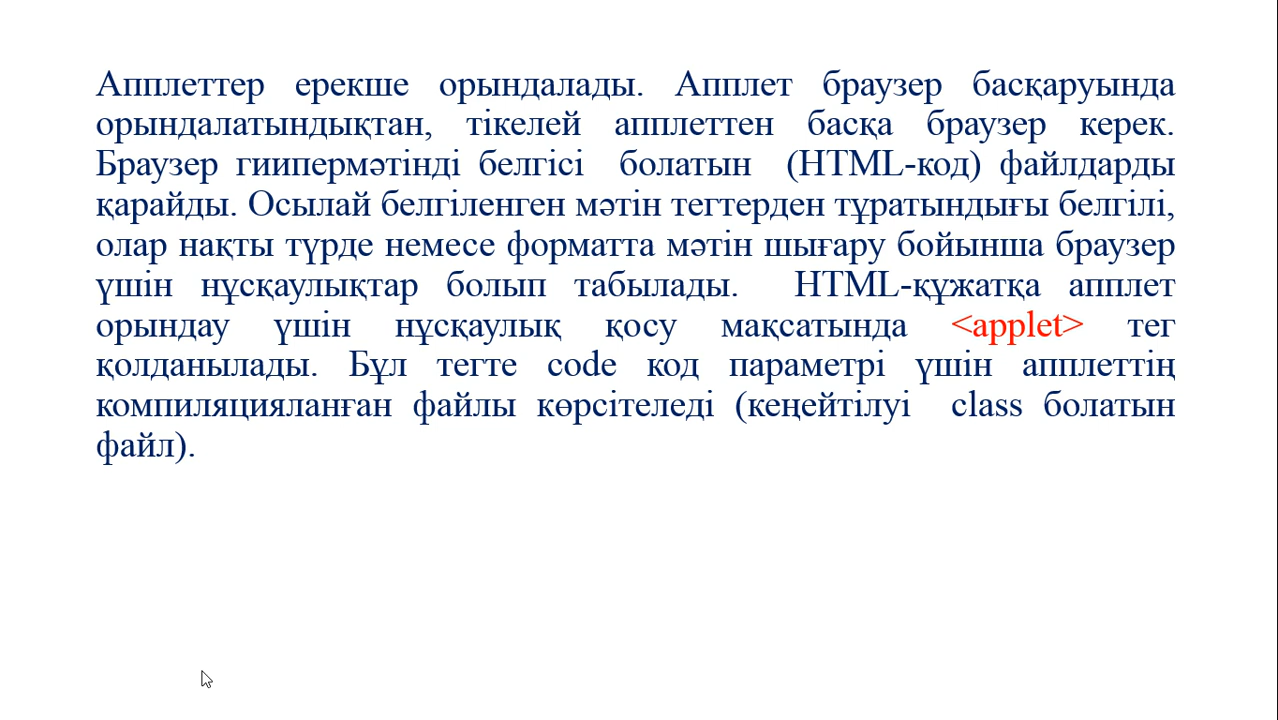 Апплеттер ерекше орындалады. Апплет браузер басқаруында
орындалатындықтан, тікелей апплеттен басқа браузер керек.
Браузер гиипермәтінді белгісі болатын (HTML-код) файлдарды
қарайды. Осылай белгіленген мәтін тегтерден тұратындығы белгілі,
олар нақты түрде немесе форматта мәтін шығару бойынша браузер
үшін нұсқаулықтар болып табылады. HTML-құжатқа апплет
орындау үшін нұсқаулық қосу мақсатында <applet> тег
қолданылады. Бұл тегте code код параметрі үшін апплеттің
компиляцияланған файлы көрсітеледі (кеңейтілуі class болатын
файл).